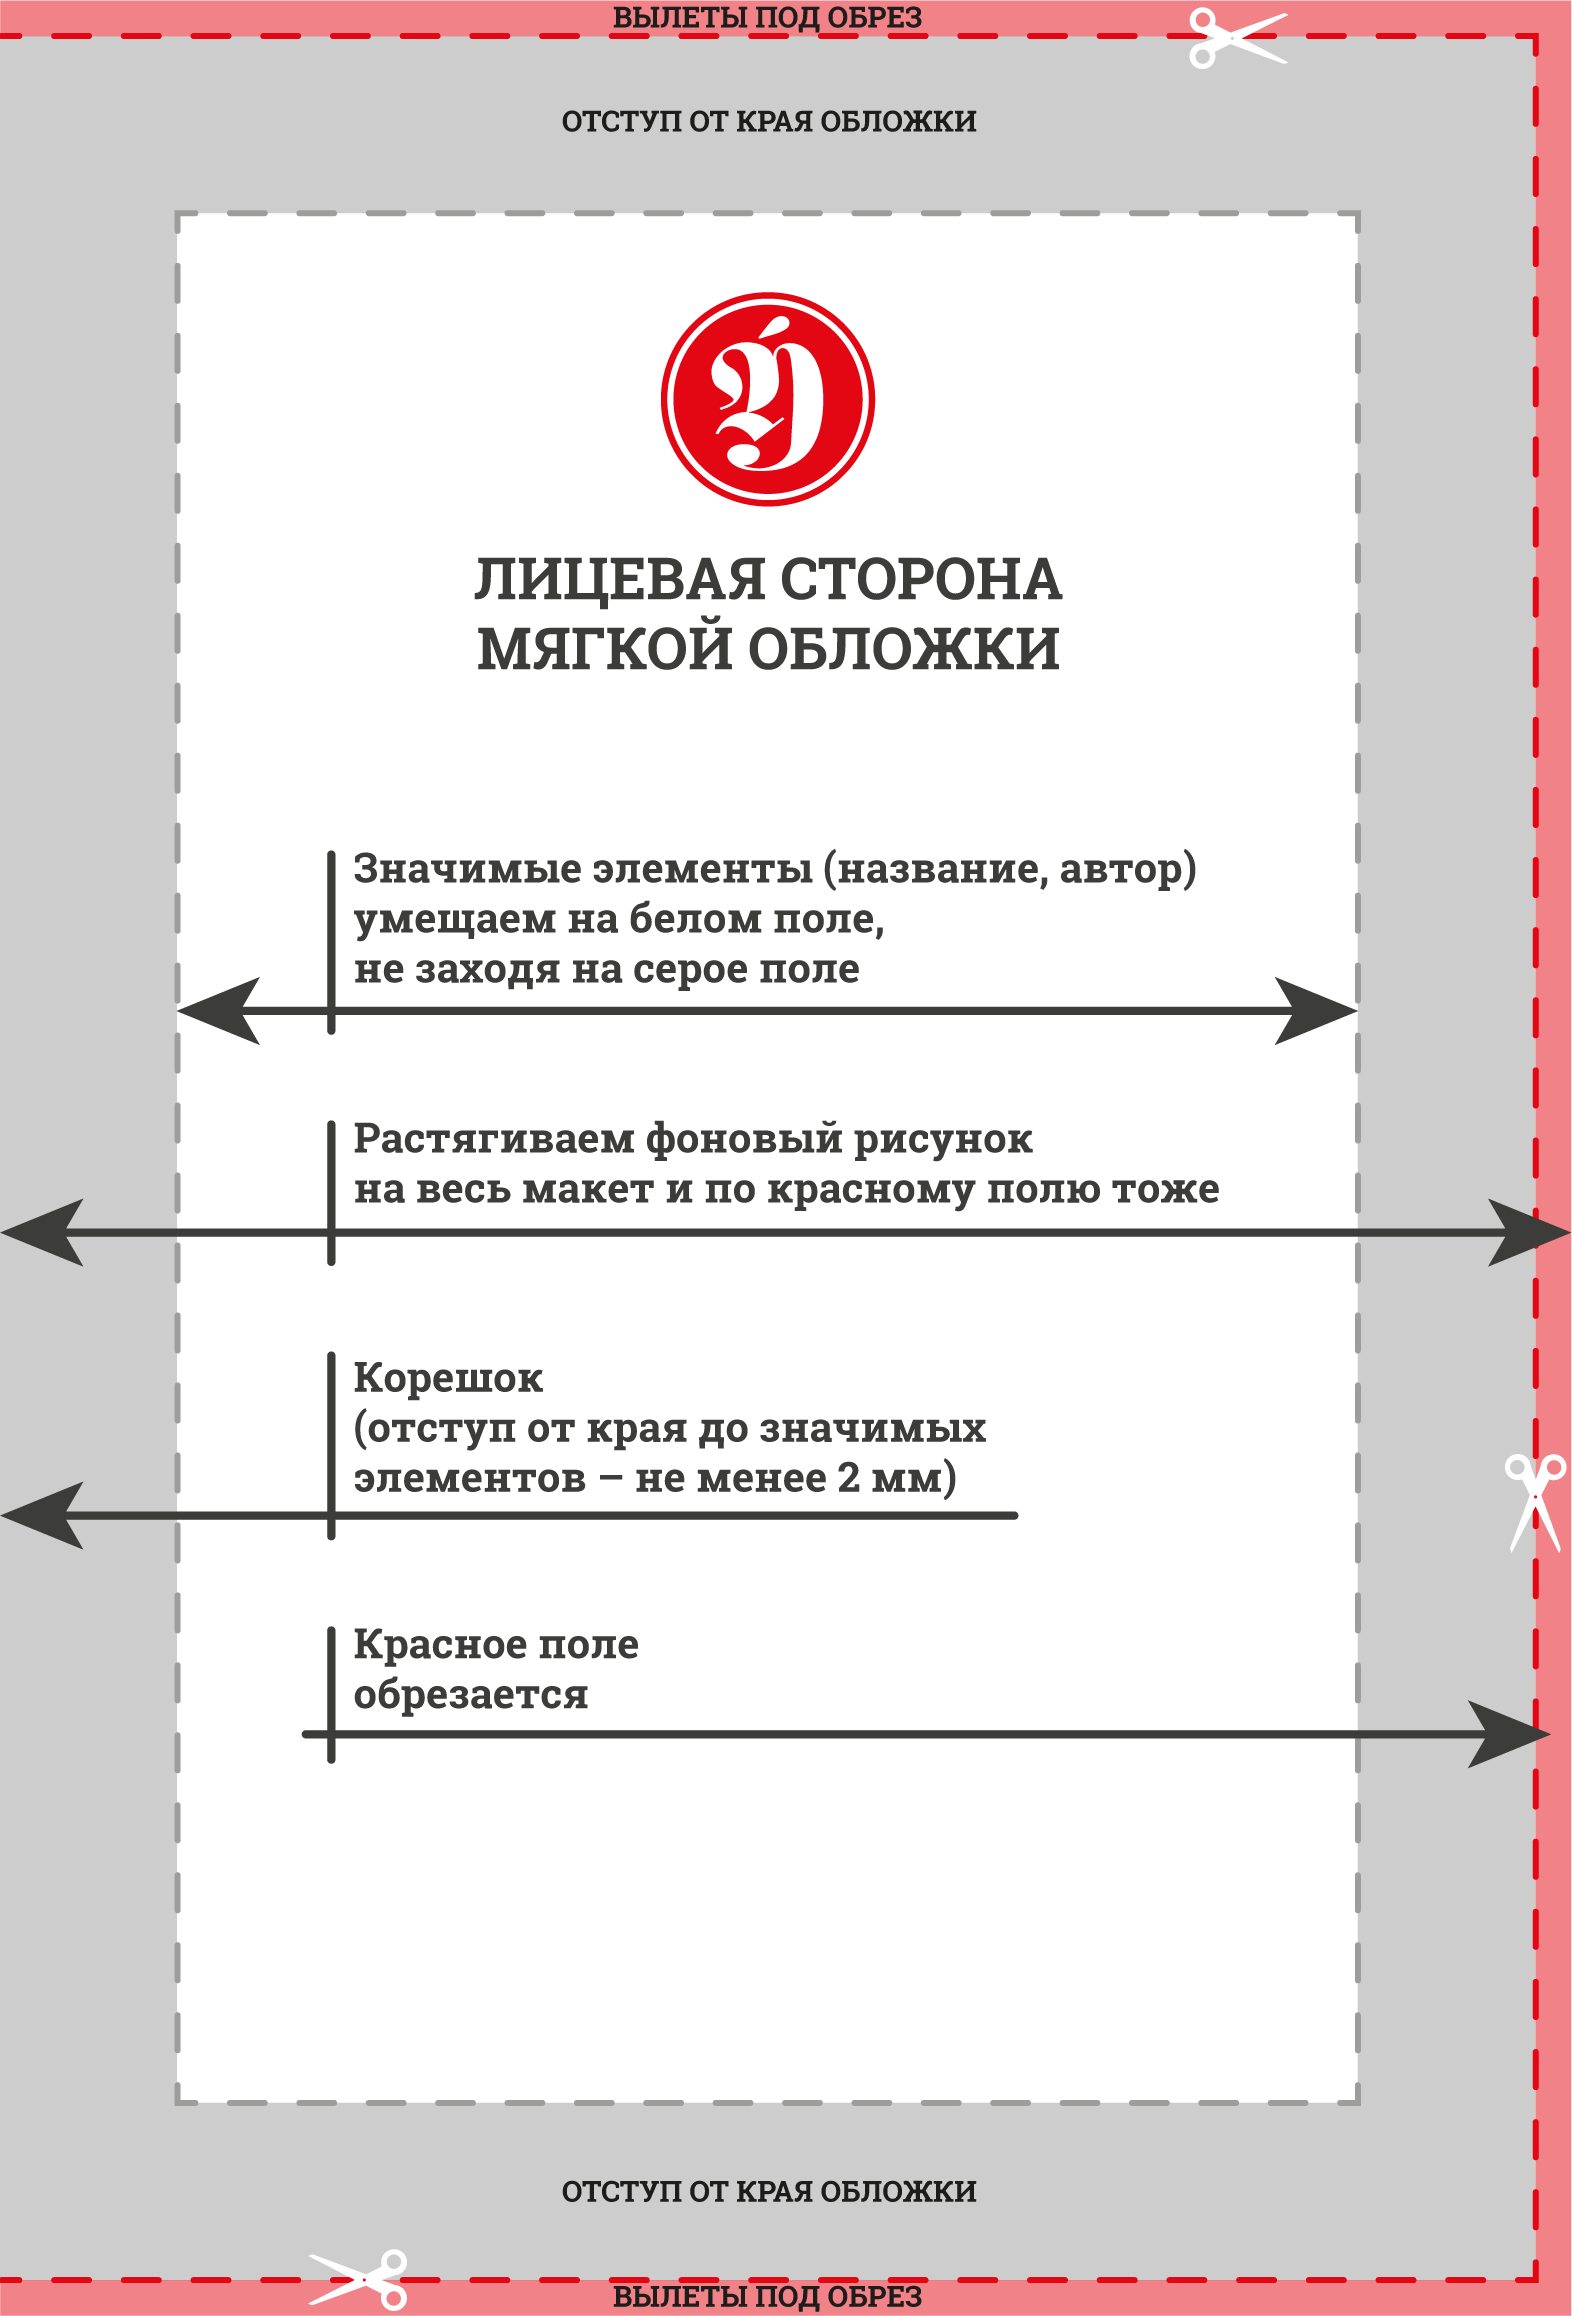 ВЫЛЕТЫ ПОД ОБРЕЗ
ОТСТУП ОТ КРАЯ ОБЛОЖКИ
ЛИЦЕВАЯ СТОРОНА
МЯГКОЙ ОБЛОЖКИ
Значимые элементы (название, автор)
умещаем на белом поле,
не заходя на серое поле
Растягиваем фоновый рисунок
на весь макет и по красному полю тоже
Корешок
(отступ от края до значимых
элементов – не менее 2 мм)
Красное поле
обрезается
ОТСТУП ОТ КРАЯ ОБЛОЖКИ
ВЫЛЕТЫ ПОД ОБРЕЗ